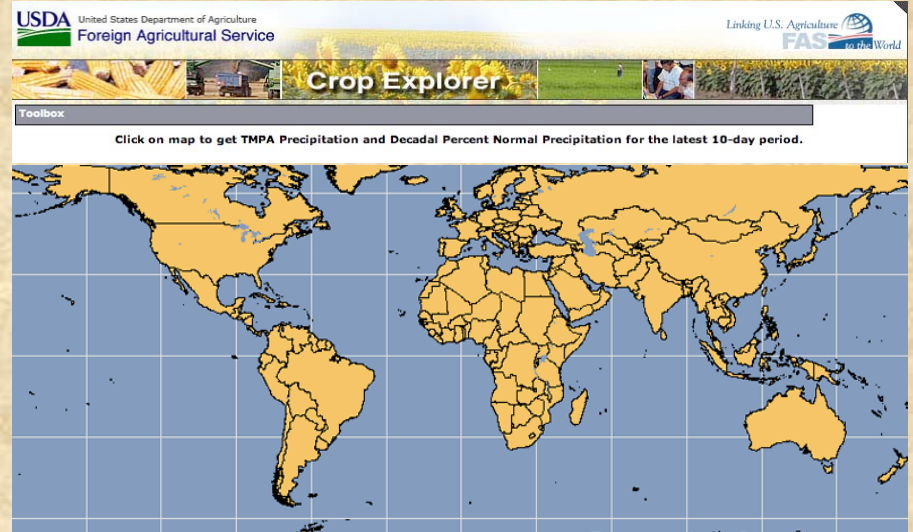 USDA United States Department of Agriculture
Foreign Agricultural Service
Linking U.S. Agriculture
FAS to the World
Crop Explorer
Toolbox
Click on map to get TMPA Precipitation and Decadal Percent Normal Precipitation for the latest 10-day period.